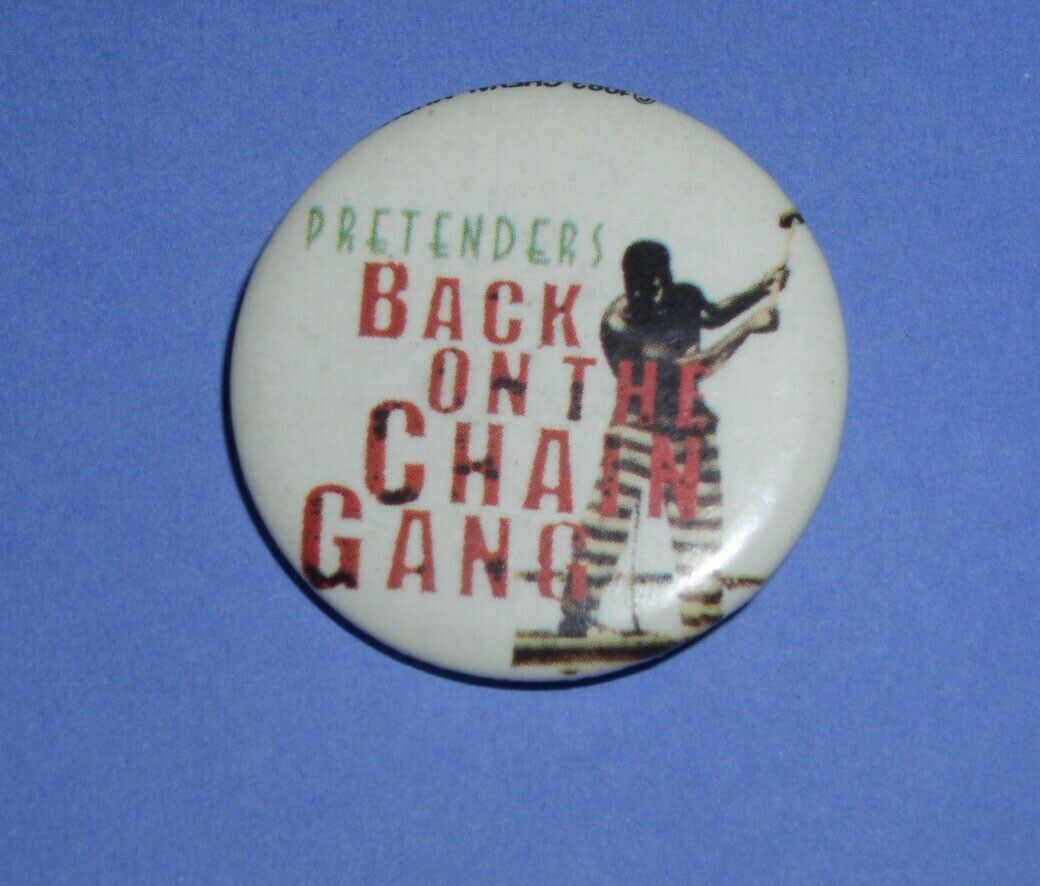 PRETENDERS
BACK
ON THE
CHAIN
GANG